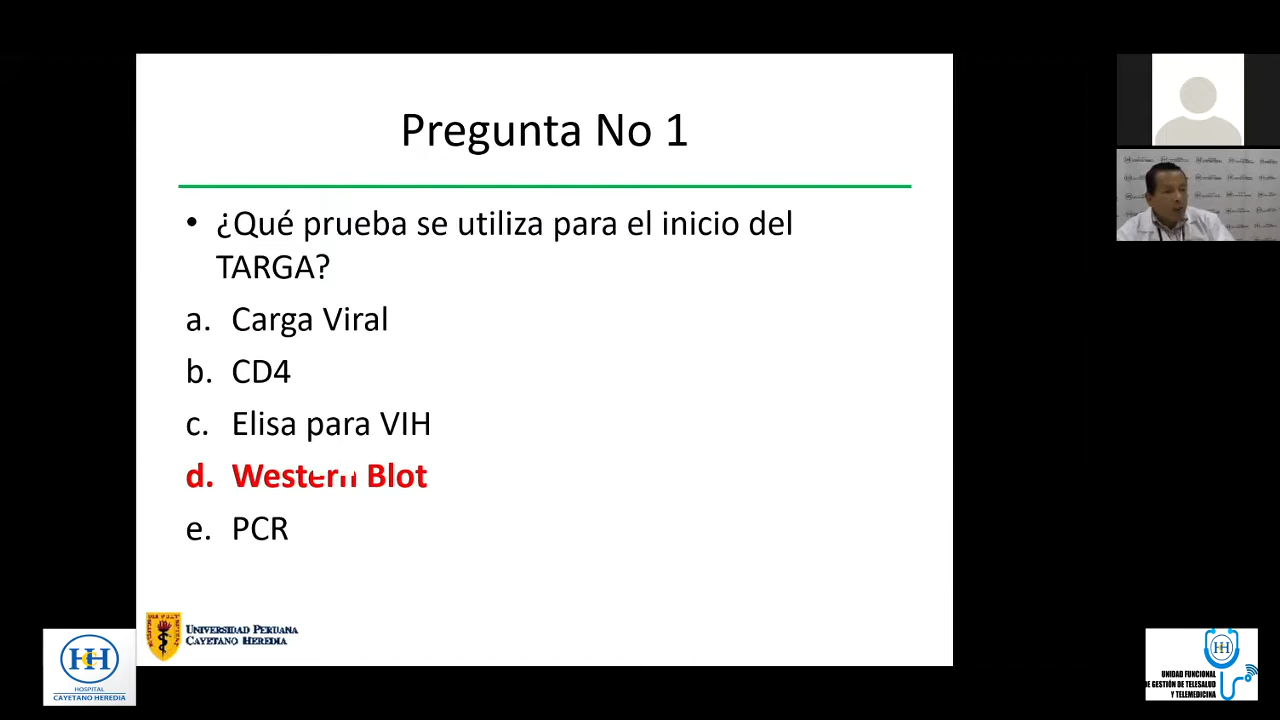 Pregunta No 1
• ¿Qué prueba se utiliza para el inicio del
TARGA?
a. Carga Viral
b. CD4
c. Elisa para VIH
d. Western Blot
e. PCR
UNIVERSIDAD PERUANA
CAYETANO HEREDIA
HOSPITAL
CAYETANO HEREDIA
UNIDAD FUNCIONAL
DE GESTIÓN DE TELESALUD
Y TELEMEDICINA